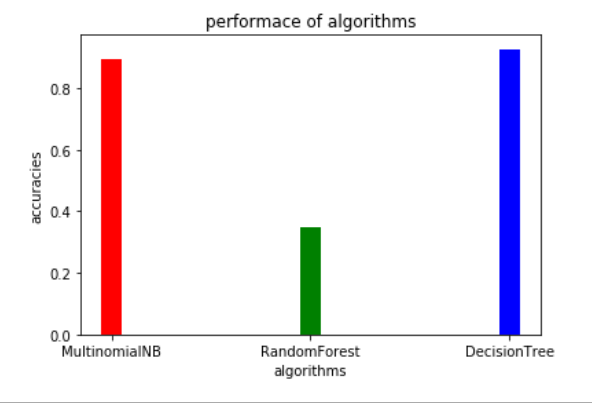 performace of algorithms
accuracies
0.8
0.6
0.4
0.2
0.0
MultinomialNB RandomForest DecisionTree
algorithms